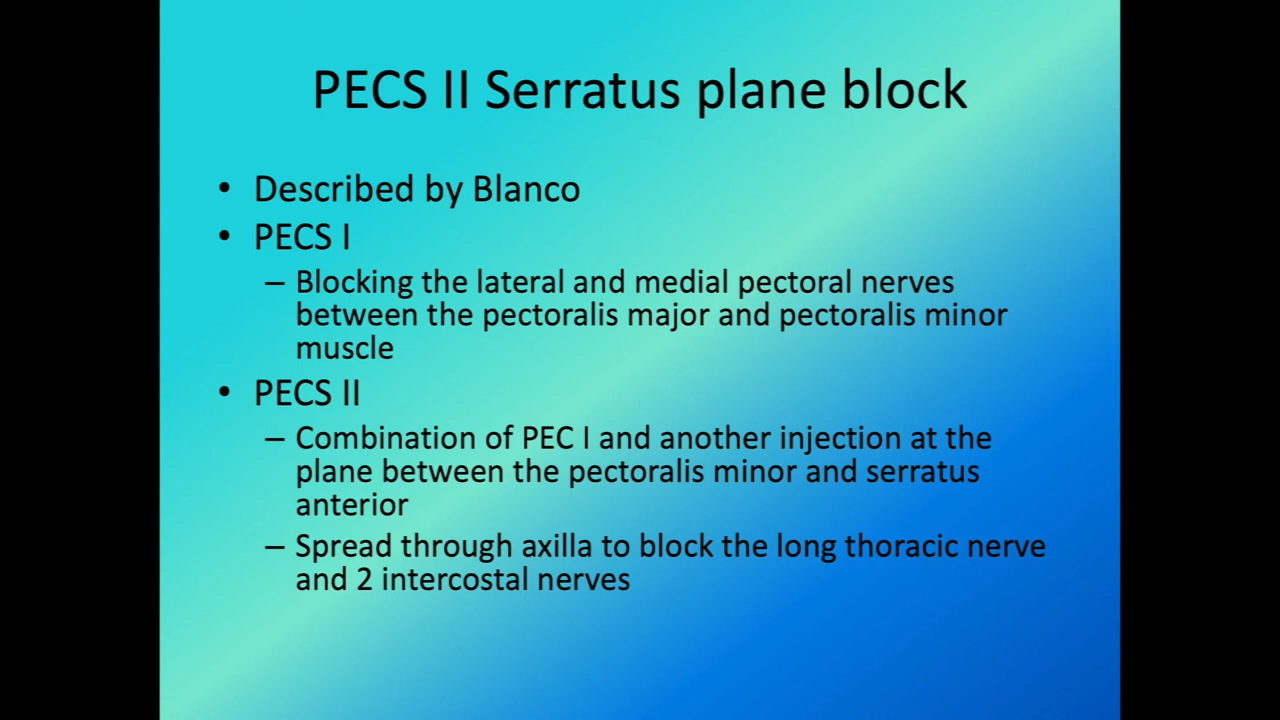 PECS II Serratus plane block
• Described by Blanco
• PECS I
– Blocking the lateral and medial pectoral nerves
between the pectoralis major and pectoralis minor
muscle
• PECS II
– Combination of PEC I and another injection at the
plane between the pectoralis minor and serratus
anterior
– Spread through axilla to block the long thoracic nerve
and 2 intercostal nerves